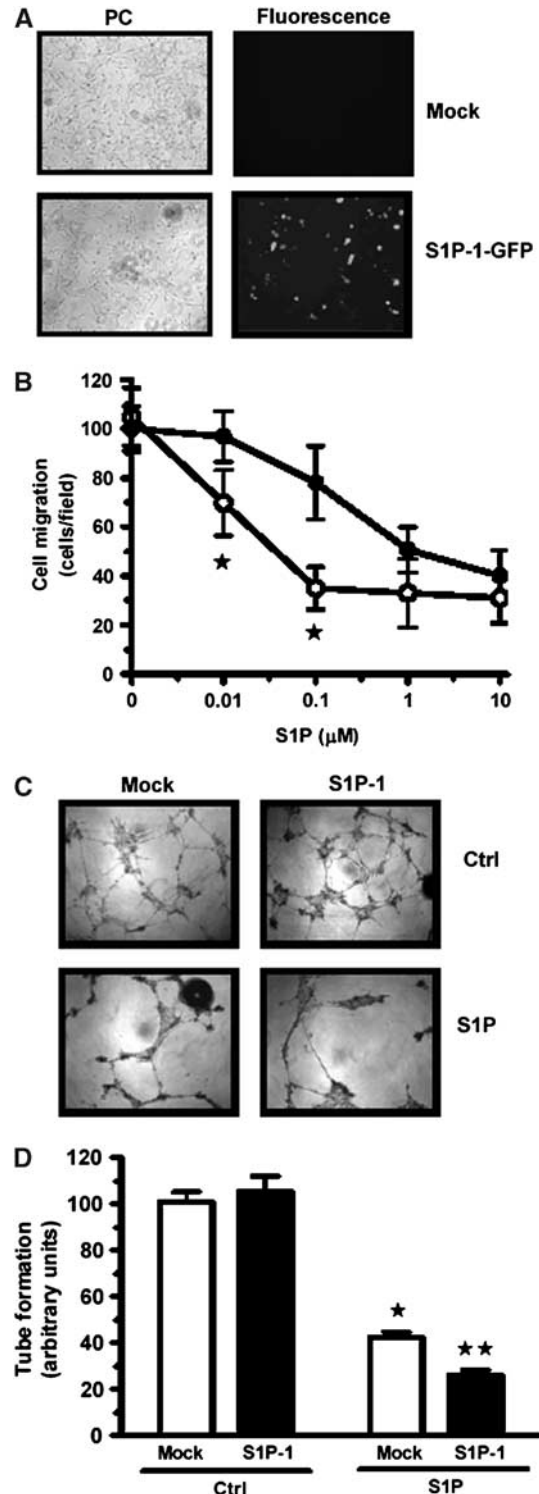 A
PC Fluorescence
Mock
S1P-1-GFP
B
Cell migration
(cells/field)
120
100
80
60
40
20
0
★
★
0 0.01 0.1 1 10
S1P (μM)
C
Mock S1P-1
Ctrl
S1P
D
Tube formation
(arbitrary units)
120
100
80
60
40
20
0
★
★★
Mock S1P-1 Mock S1P-1
Ctrl S1P